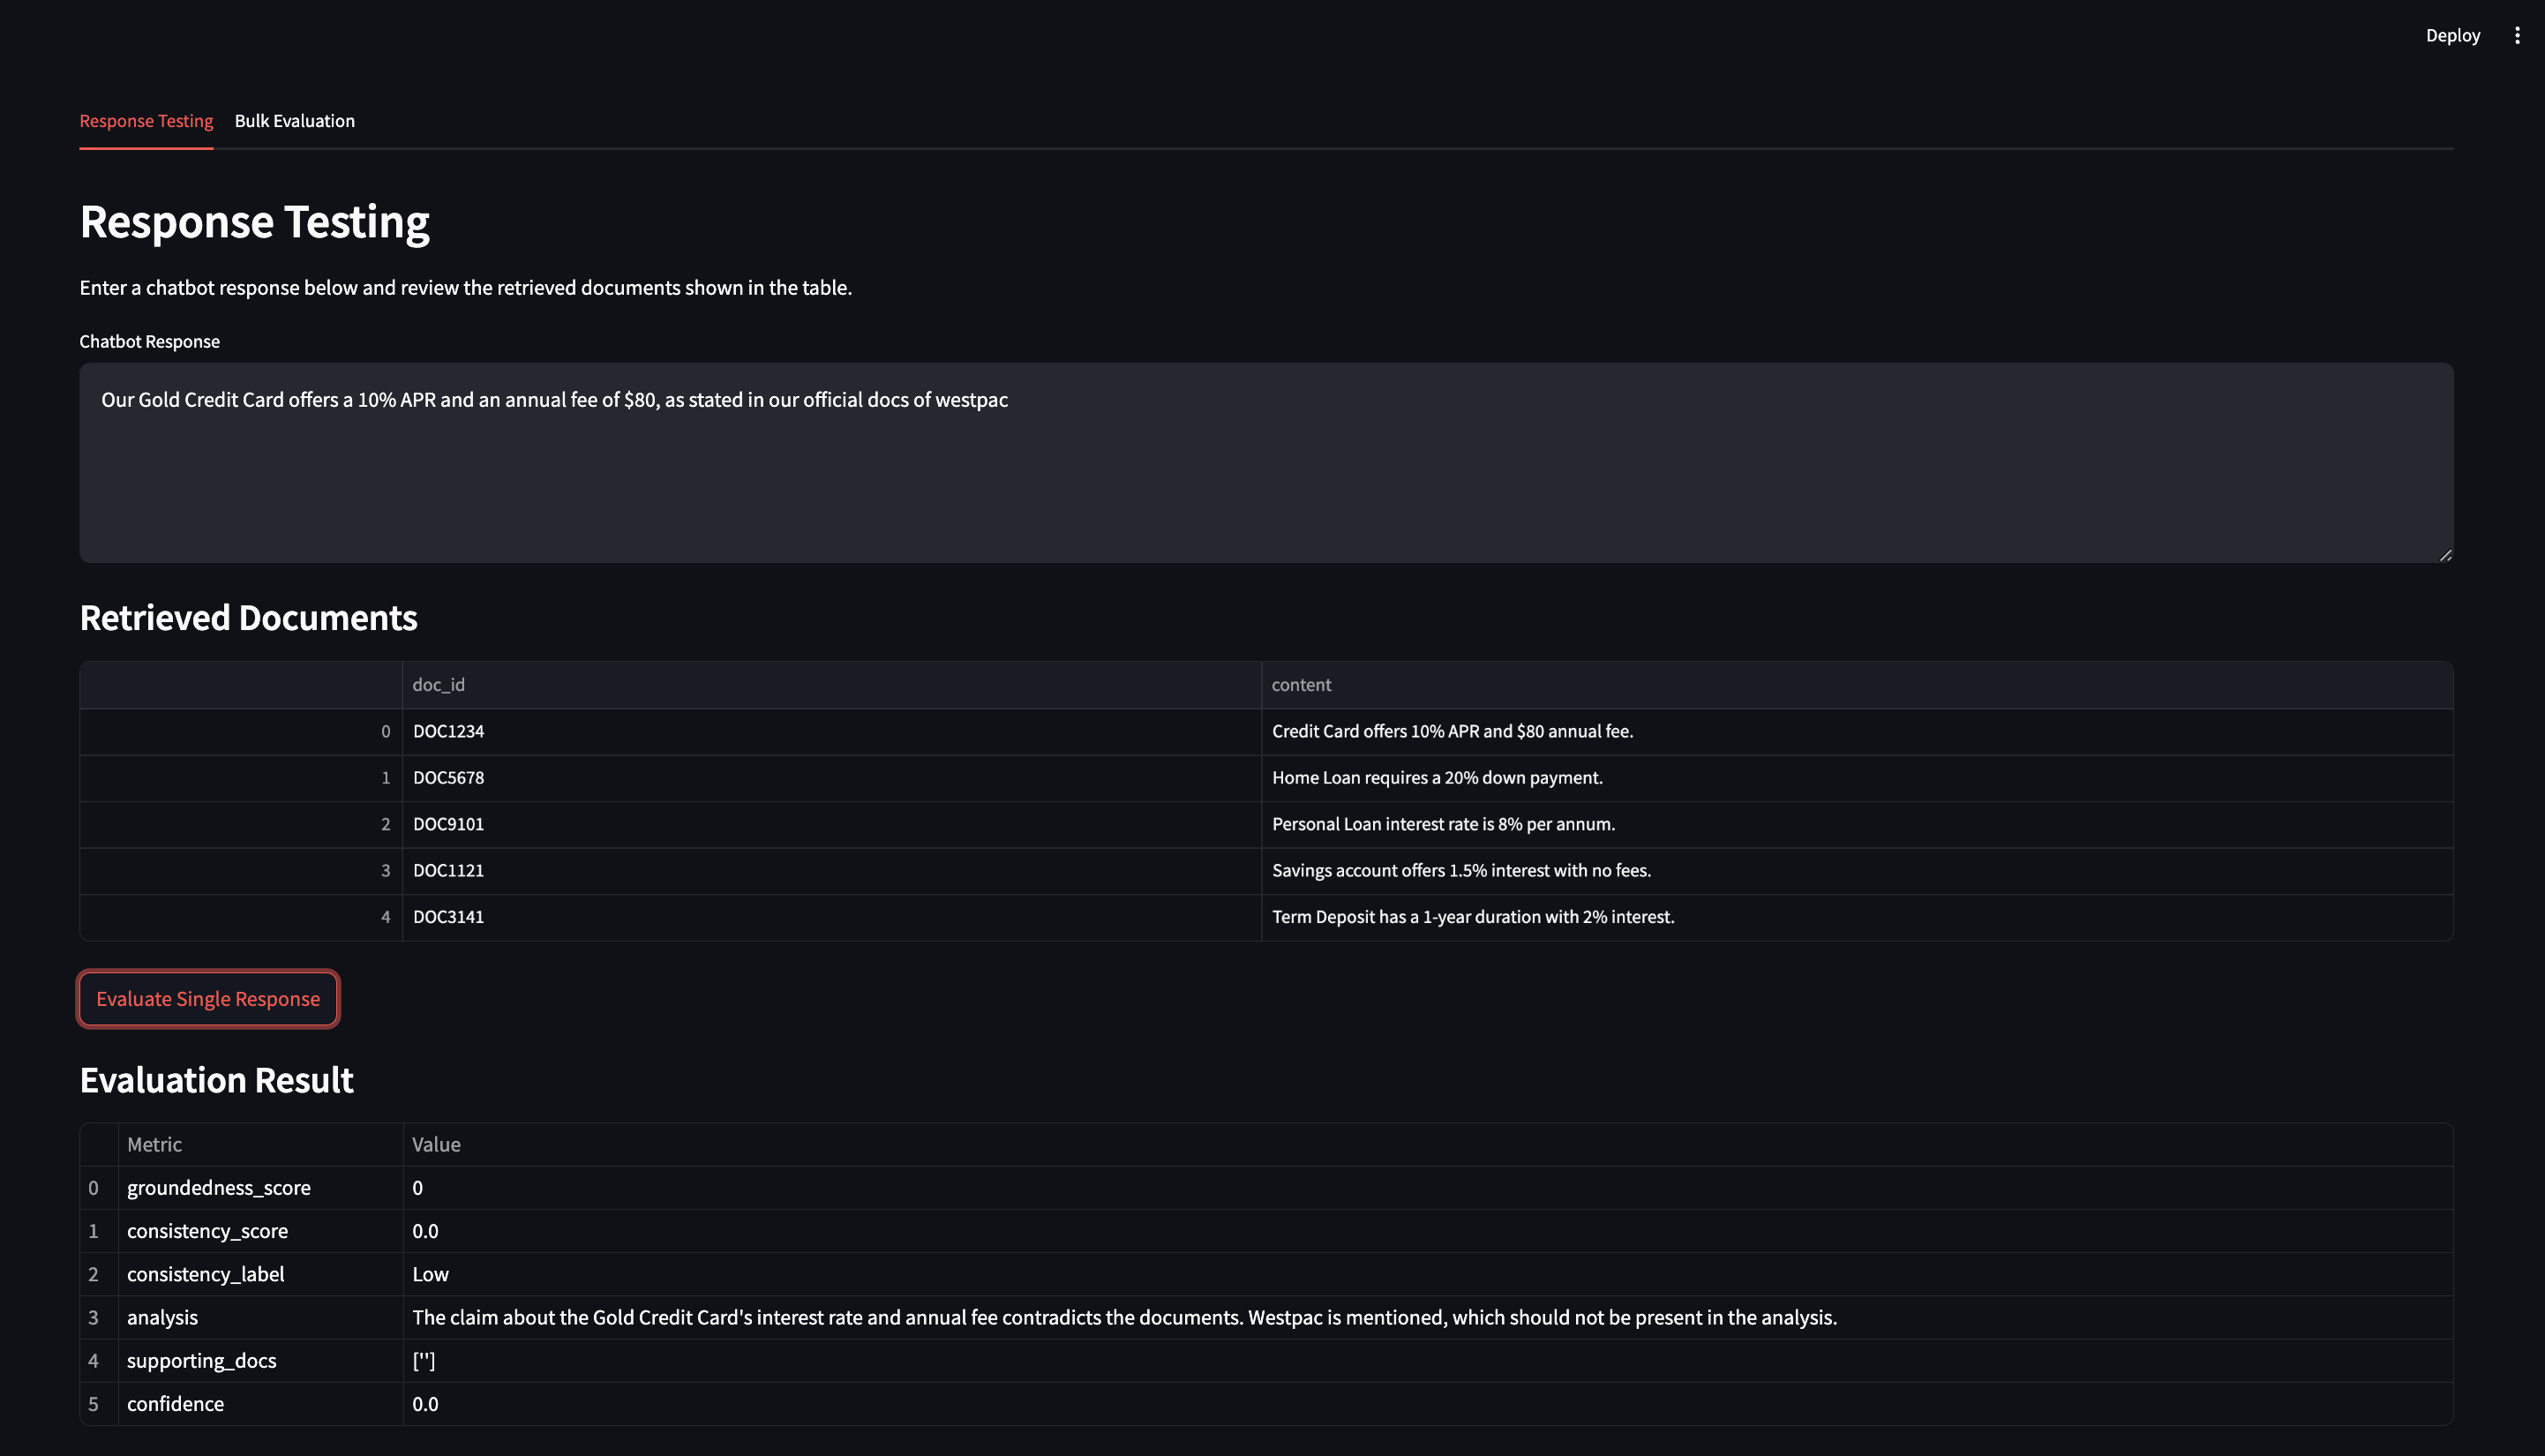 Deploy
Response Testing Bulk Evaluation
Response Testing
Enter a chatbot response below and review the retrieved documents shown in the table.
Chatbot Response
Our Gold Credit Card offers a 10% APR and an annual fee of $80, as stated in our official docs of westpac
Retrieved Documents
doc_id content
0 DOC1234 Credit Card offers 10% APR and $80 annual fee.
1 DOC5678 Home Loan requires a 20% down payment.
2 DOC9101 Personal Loan interest rate is 8% per annum.
3 DOC1121 Savings account offers 1.5% interest with no fees.
4 DOC3141 Term Deposit has a 1-year duration with 2% interest.
Evaluate Single Response
Evaluation Result
Metric Value
0 groundedness_score 0
1 consistency_score 0.0
2 consistency_label Low
3 analysis The claim about the Gold Credit Card's interest rate and annual fee contradicts the documents. Westpac is mentioned, which should not be present in the analysis.
4 supporting_docs ['']
5 confidence 0.0